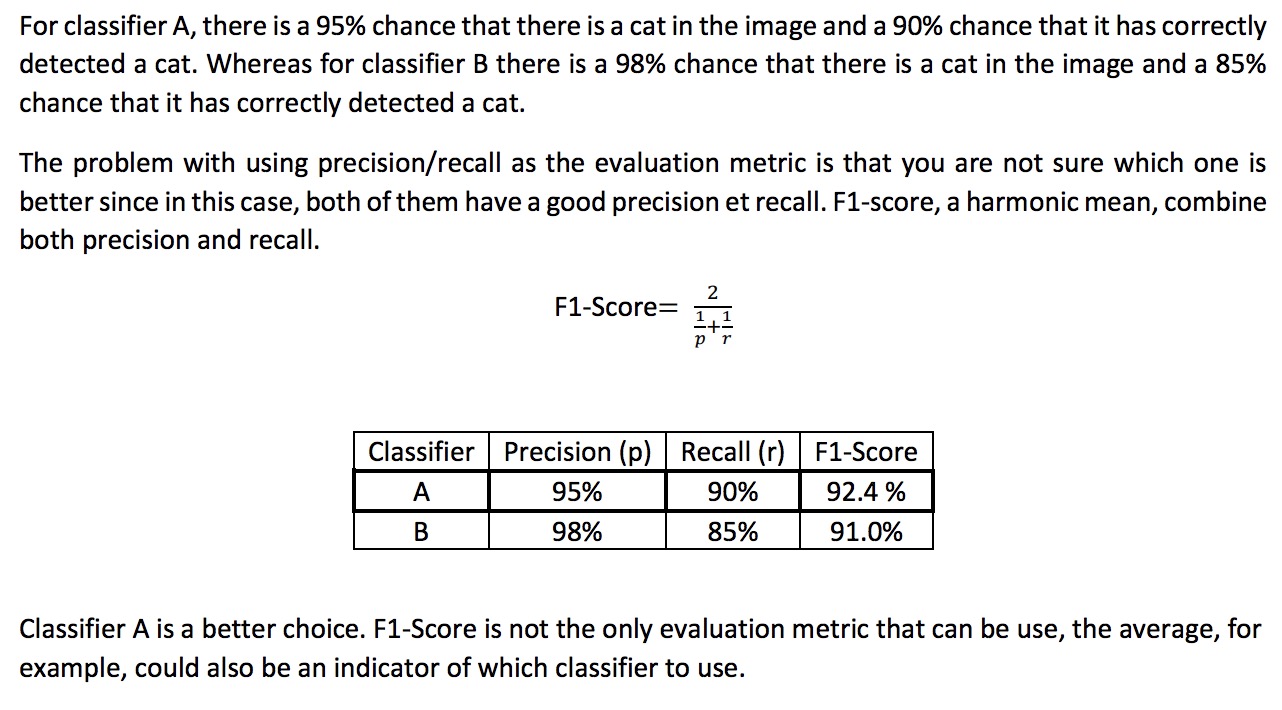 For classifier A, there is a 95% chance that there is a cat in the image and a 90% chance that it has correctly
detected a cat. Whereas for classifier B there is a 98% chance that there is a cat in the image and a 85%
chance that it has correctly detected a cat.
The problem with using precision/recall as the evaluation metric is that you are not sure which one is
better since in this case, both of them have a good precision et recall. F1-score, a harmonic mean, combine
both precision and recall.
F1-Score= 2 / (1/p + 1/r)
Classifier Precision (p) Recall (r) F1-Score
A 95% 90% 92.4 %
B 98% 85% 91.0%
Classifier A is a better choice. F1-Score is not the only evaluation metric that can be use, the average, for
example, could also be an indicator of which classifier to use.